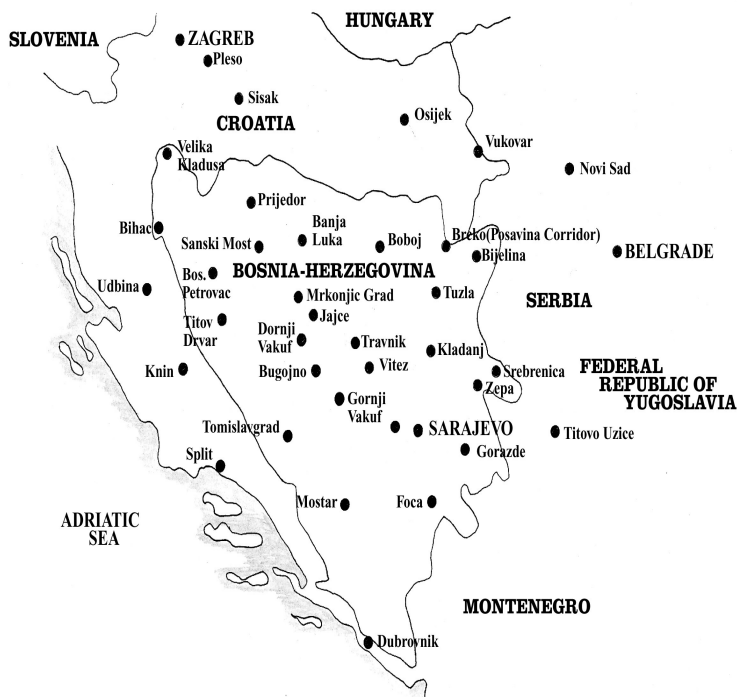 HUNGARY
SLOVENIA
ZAGREB
Pleso
Sisak
CROATIA
Osijek
Vukovar
Velika
Kladusa
Novi Sad
Prijedor
Bihac
Banja
Luka
Sanski Most
Boboj
Brcko(Posavina Corridor)
Bijelina
BELGRADE
BOSNIA-HERZEGOVINA
Bos.
Petrovac
Udbina
Mrkonjic Grad
Tuzla
SERBIA
Jajce
Titov
Drvar
Dornji
Vakuf
Travnik
Kladanj
Knin
Bugojno
Vitez
Srebrenica
Zepa
FEDERAL
REPUBLIC OF
YUGOSLAVIA
Gornji
Vakuf
Tomislavgrad
SARAJEVO
Titovo Uzice
Gorazde
Split
Mostar
Foca
ADRIATIC
SEA
MONTENEGRO
Dubrovnik